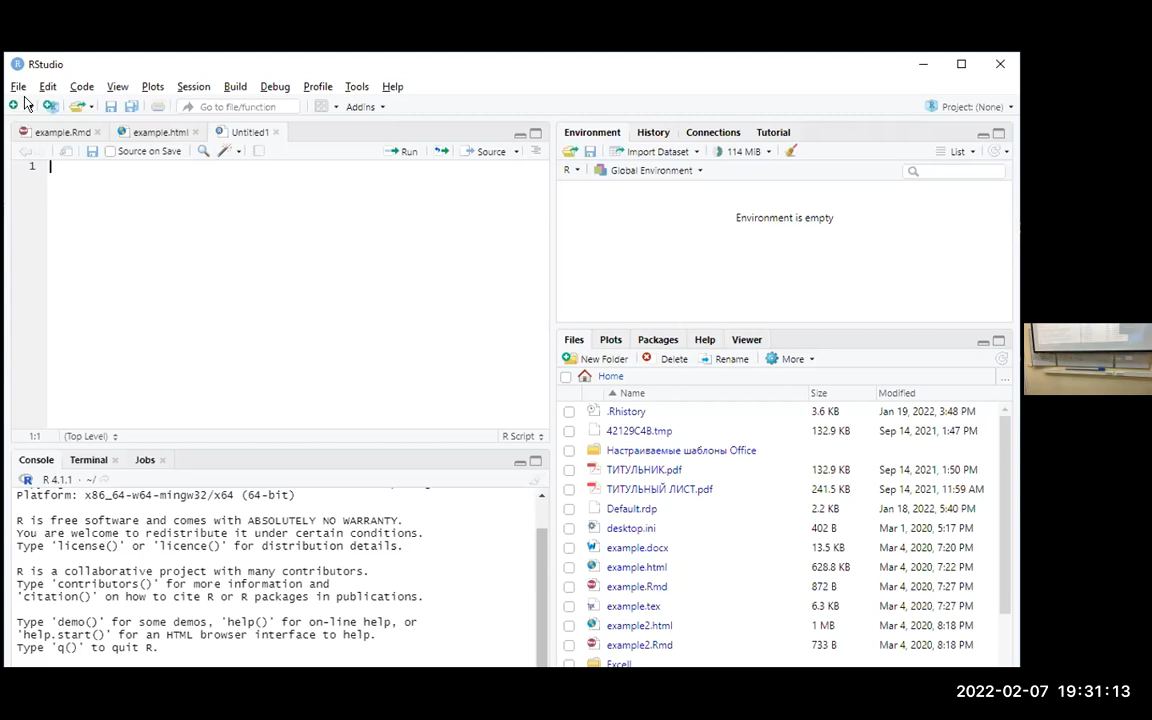 RStudio
File Edit Code View Plots Session Build Debug Profile Tools Help
Go to file/function Addins Project: (None)
example.Rmd example.html Untitled1
Source on Save Run Source
1
1:1 (Top Level) R Script
Console Terminal Jobs
R 4.1.1 · ~/
Platform: x86_64-w64-mingw32/x64 (64-bit)
R is free software and comes with ABSOLUTELY NO WARRANTY.
You are welcome to redistribute it under certain conditions.
Type 'license()' or 'licence()' for distribution details.
R is a collaborative project with many contributors.
Type 'contributors()' for more information and
'citation()' on how to cite R or R packages in publications.
Type 'demo()' for some demos, 'help()' for on-line help, or
'help.start()' for an HTML browser interface to help.
Type 'q()' to quit R.
Environment History Connections Tutorial
Import Dataset 114 MiB List
R Global Environment
Environment is empty
Files Plots Packages Help Viewer
New Folder Delete Rename More
Home ...
Name Size Modified
.Rhistory 3.6 KB Jan 19, 2022, 3:48 PM
42129C4B.tmp 132.9 KB Sep 14, 2021, 1:47 PM
Настраиваемые шаблоны Office
ТИТУЛЬНИК.pdf 132.9 KB Sep 14, 2021, 1:50 PM
ТИТУЛЬНЫЙ ЛИСТ.pdf 241.5 KB Sep 14, 2021, 11:59 AM
Default.rdp 2.2 KB Jan 18, 2022, 5:40 PM
desktop.ini 402 B Mar 1, 2020, 5:17 PM
example.docx 13.5 KB Mar 4, 2020, 7:20 PM
example.html 628.8 KB Mar 4, 2020, 7:22 PM
example.Rmd 872 B Mar 4, 2020, 7:27 PM
example.tex 6.3 KB Mar 4, 2020, 7:27 PM
example2.html 1 MB Mar 4, 2020, 8:18 PM
example2.Rmd 733 B Mar 4, 2020, 8:18 PM
Excell
2022-02-07 19:31:13